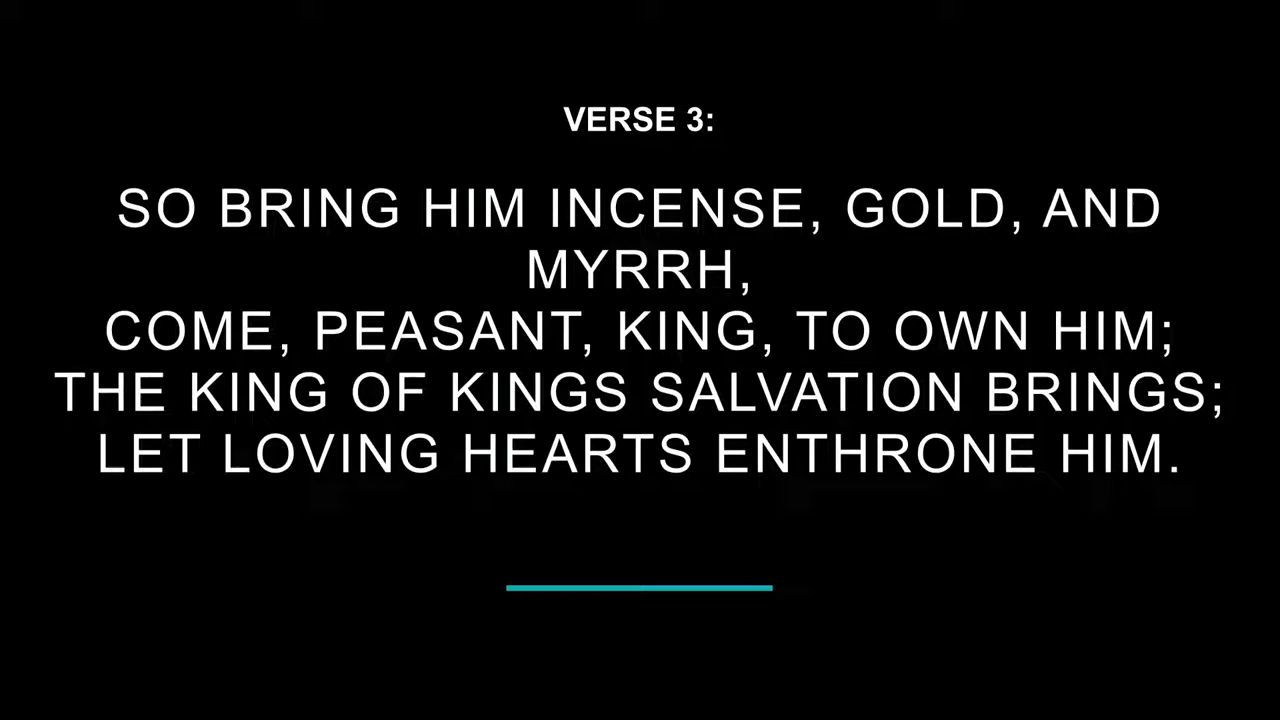 VERSE 3:
SO BRING HIM INCENSE, GOLD, AND
MYRRH,
COME, PEASANT, KING, TO OWN HIM;
THE KING OF KINGS SALVATION BRINGS;
LET LOVING HEARTS ENTHRONE HIM.